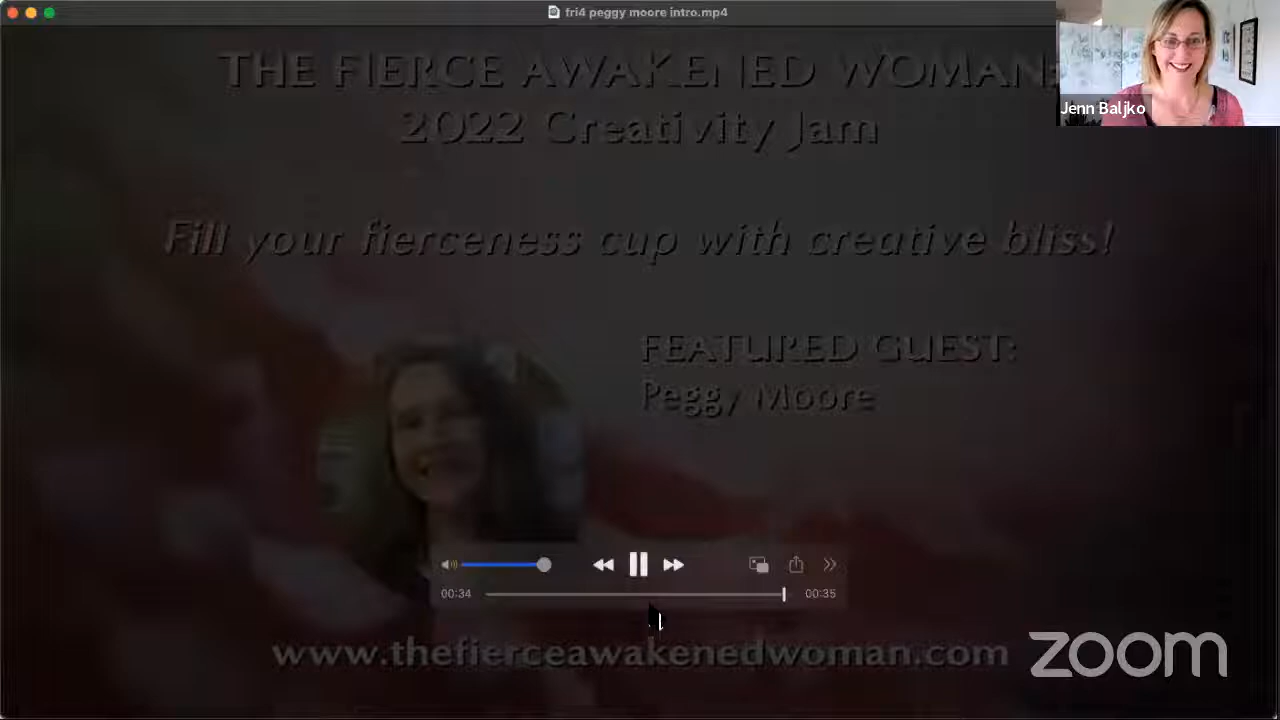 fri4 peggy moore intro.mp4
THE FIERCE AWAKENED WOMAN:
2022 Creativity Jam
Jenn Baljko
Fill your fierceness cup with creative bliss!
FEATURED GUEST:
Peggy Moore
00:34
00:35
www.thefierceawakenedwoman.com
zoom